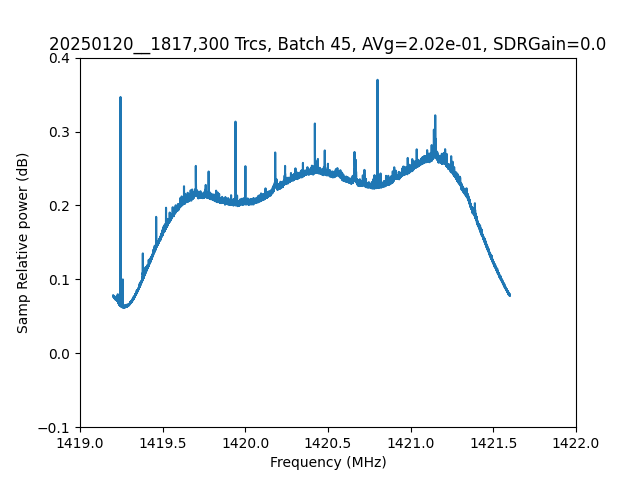 20250120__1817,300 Trcs, Batch 45, AVg=2.02e-01, SDRGain=0.0
0.4
0.3
0.2
0.1
0.0
−0.1
Samp Relative power (dB)
1419.0 1419.5 1420.0 1420.5 1421.0 1421.5 1422.0
Frequency (MHz)